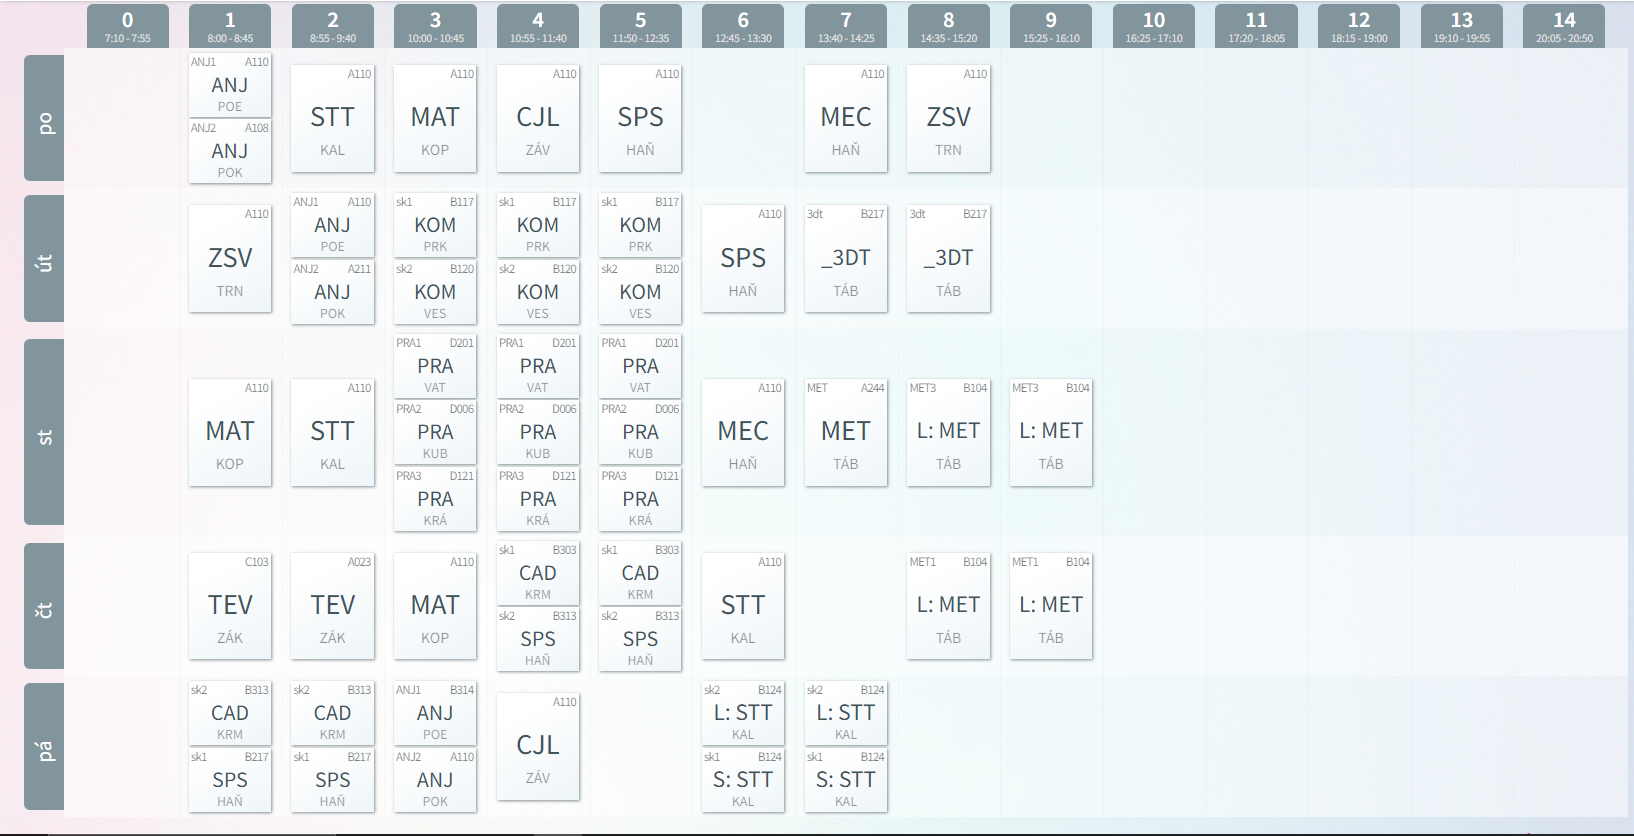 0 1 2 3 4 5 6 7 8 9 10 11 12 13 14
7:10 - 7:55 8:00 - 8:45 8:55 - 9:40 10:00 - 10:45 10:55 - 11:40 11:50 - 12:35 12:45 - 13:30 13:40 - 14:25 14:35 - 15:20 15:25 - 16:10 16:25 - 17:10 17:20 - 18:05 18:15 - 19:00 19:10 - 19:55 20:05 - 20:50
po
ANJ1 A110
ANJ
POE
ANJ2 A108
ANJ
POK
A110
STT
KAL
A110
MAT
KOP
A110
CJL
ZÁV
A110
SPS
HAŇ
A110
MEC
HAŇ
A110
ZSV
TRN
út
A110
ZSV
TRN
ANJ1 A110
ANJ
POE
ANJ2 A211
ANJ
POK
sk1 B117
KOM
PRK
sk2 B120
KOM
VES
sk1 B117
KOM
PRK
sk2 B120
KOM
VES
sk1 B117
KOM
PRK
sk2 B120
KOM
VES
A110
SPS
HAŇ
3dt B217
_3DT
TÁB
3dt B217
_3DT
TÁB
st
A110
MAT
KOP
A110
STT
KAL
PRA1 D201
PRA
VAT
PRA2 D006
PRA
KUB
PRA3 D121
PRA
KRÁ
PRA1 D201
PRA
VAT
PRA2 D006
PRA
KUB
PRA3 D121
PRA
KRÁ
PRA1 D201
PRA
VAT
PRA2 D006
PRA
KUB
PRA3 D121
PRA
KRÁ
A110
MEC
HAŇ
MET A244
MET
TÁB
MET3 B104
L: MET
TÁB
MET3 B104
L: MET
TÁB
čt
C103
TEV
ZÁK
A023
TEV
ZÁK
A110
MAT
KOP
sk1 B303
CAD
KRM
sk2 B313
SPS
HAŇ
sk1 B303
CAD
KRM
sk2 B313
SPS
HAŇ
A110
STT
KAL
MET1 B104
L: MET
TÁB
MET1 B104
L: MET
TÁB
pá
sk2 B313
CAD
KRM
sk1 B217
SPS
HAŇ
sk2 B313
CAD
KRM
sk1 B217
SPS
HAŇ
ANJ1 B314
ANJ
POE
ANJ2 A110
ANJ
POK
A110
CJL
ZÁV
sk2 B124
L: STT
KAL
sk1 B124
S: STT
KAL
sk2 B124
L: STT
KAL
sk1 B124
S: STT
KAL